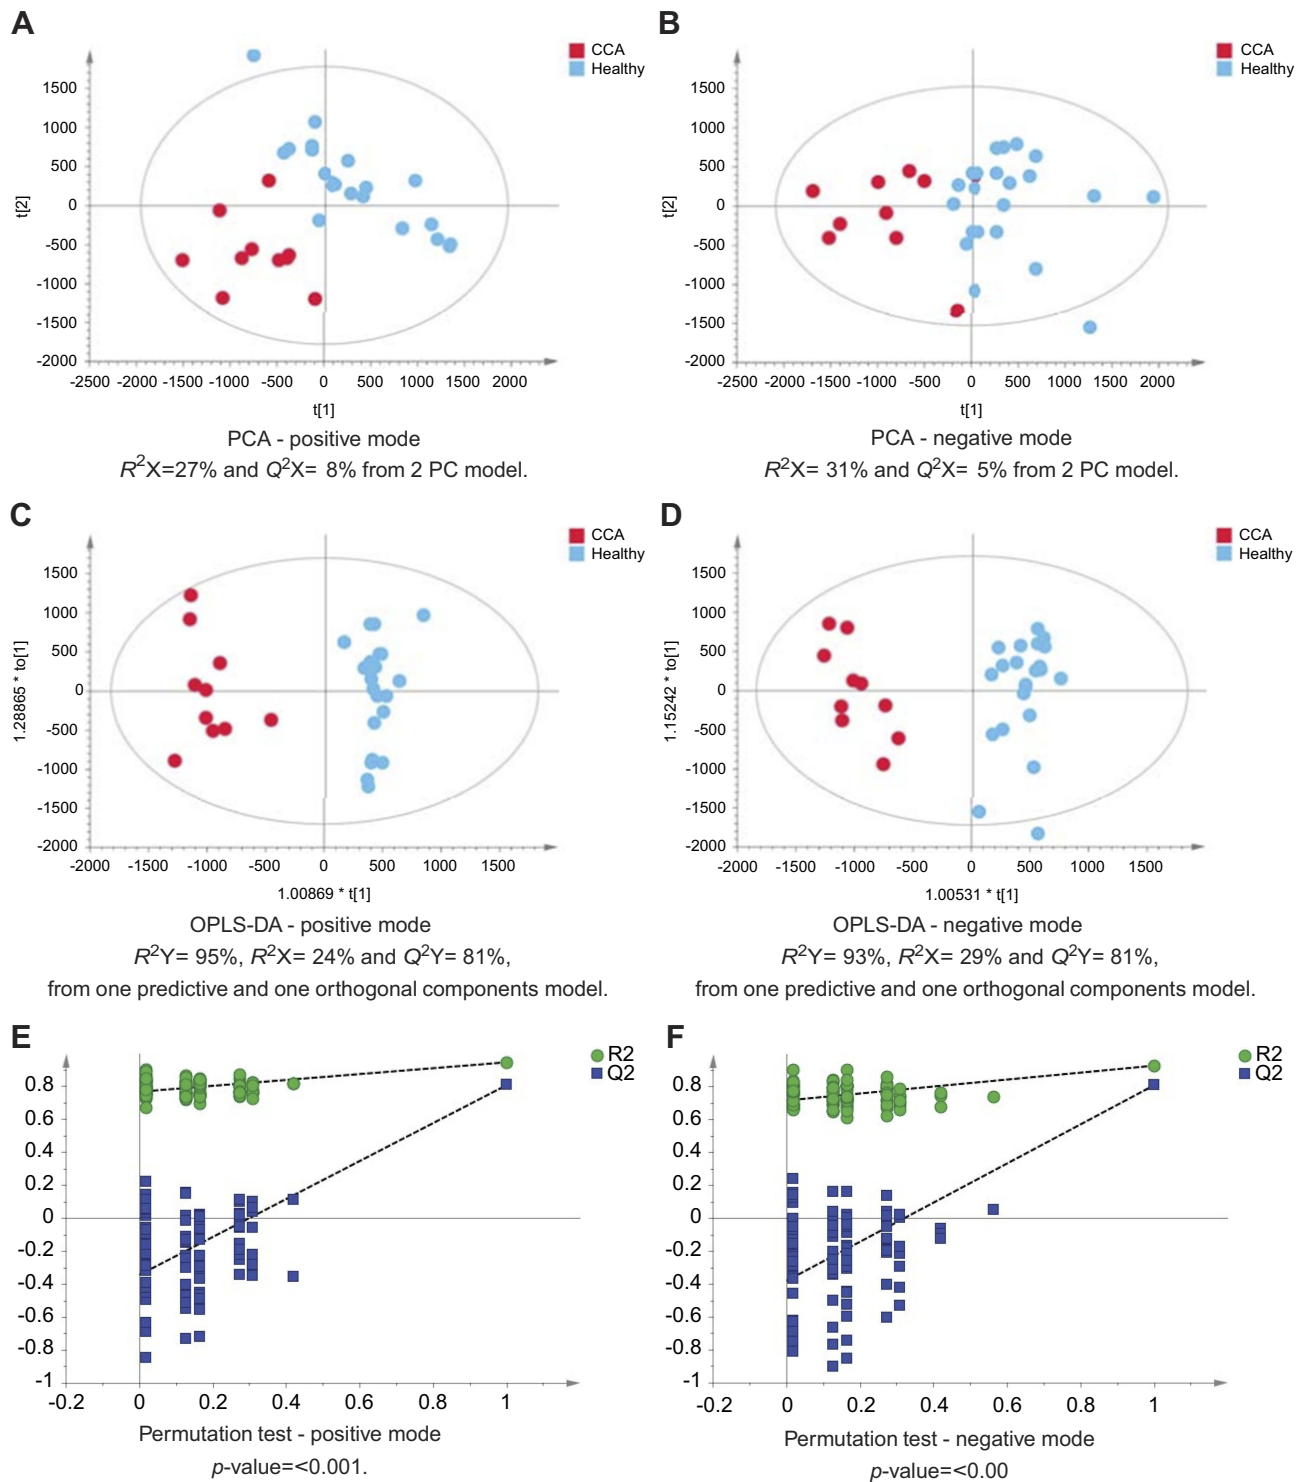 A
CCA
Healthy
1500
1000
500
0
-500
-1000
-1500
-2000
t[2]
-2500 -2000 -1500 -1000 -500 0 500 1000 1500 2000
t[1]
PCA - positive mode
R²X=27% and Q²X= 8% from 2 PC model.
B
CCA
Healthy
1500
1000
500
0
-500
-1000
-1500
-2000
t[2]
-2500 -2000 -1500 -1000 -500 0 500 1000 1500 2000
t[1]
PCA - negative mode
R²X= 31% and Q²X= 5% from 2 PC model.
C
CCA
Healthy
1500
1000
500
0
-500
-1000
-1500
-2000
1.28865 * to[1]
-2000 -1500 -1000 -500 0 500 1000 1500
1.00869 * t[1]
OPLS-DA - positive mode
R²Y= 95%, R²X= 24% and Q²Y= 81%,
from one predictive and one orthogonal components model.
D
CCA
Healthy
1500
1000
500
0
-500
-1000
-1500
-2000
1.15242 * to[1]
-2000 -1500 -1000 -500 0 500 1000 1500
1.00531 * t[1]
OPLS-DA - negative mode
R²Y= 93%, R²X= 29% and Q²Y= 81%,
from one predictive and one orthogonal components model.
E
R2
Q2
0.8
0.6
0.4
0.2
0
-0.2
-0.4
-0.6
-0.8
-1
-0.2 0 0.2 0.4 0.6 0.8 1
Permutation test - positive mode
p-value=<0.001.
F
R2
Q2
0.8
0.6
0.4
0.2
0
-0.2
-0.4
-0.6
-0.8
-1
-0.2 0 0.2 0.4 0.6 0.8 1
Permutation test - negative mode
p-value=<0.00